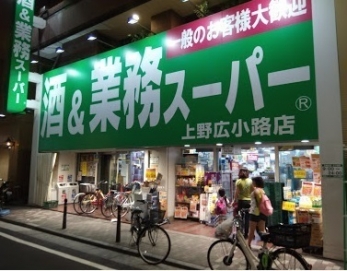 酒&業務スーパー
一般のお客様大歓迎
酒&業務スーパー®
上野広小路店